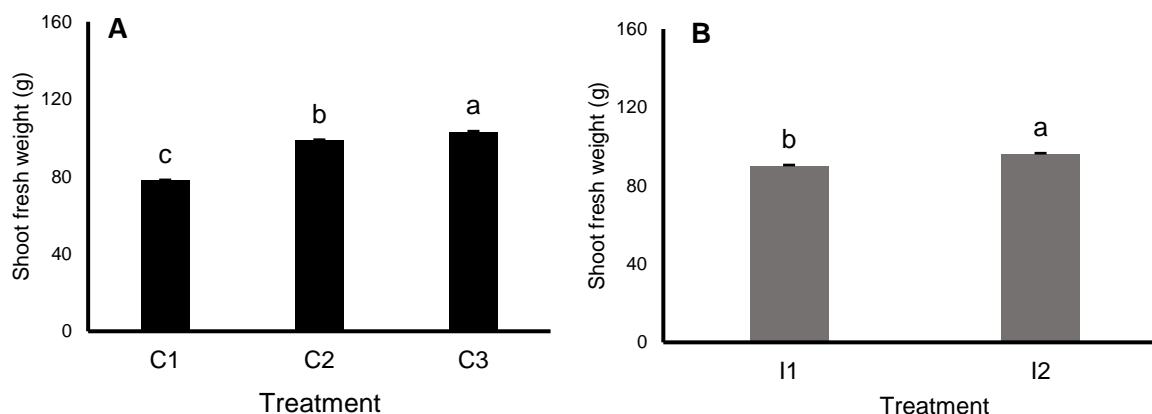 A
Shoot fresh weight (g)
160
120
80
40
0
c
b
a
C1 C2 C3
Treatment
B
Shoot fresh weight (g)
160
120
80
40
0
b
a
I1 I2
Treatment